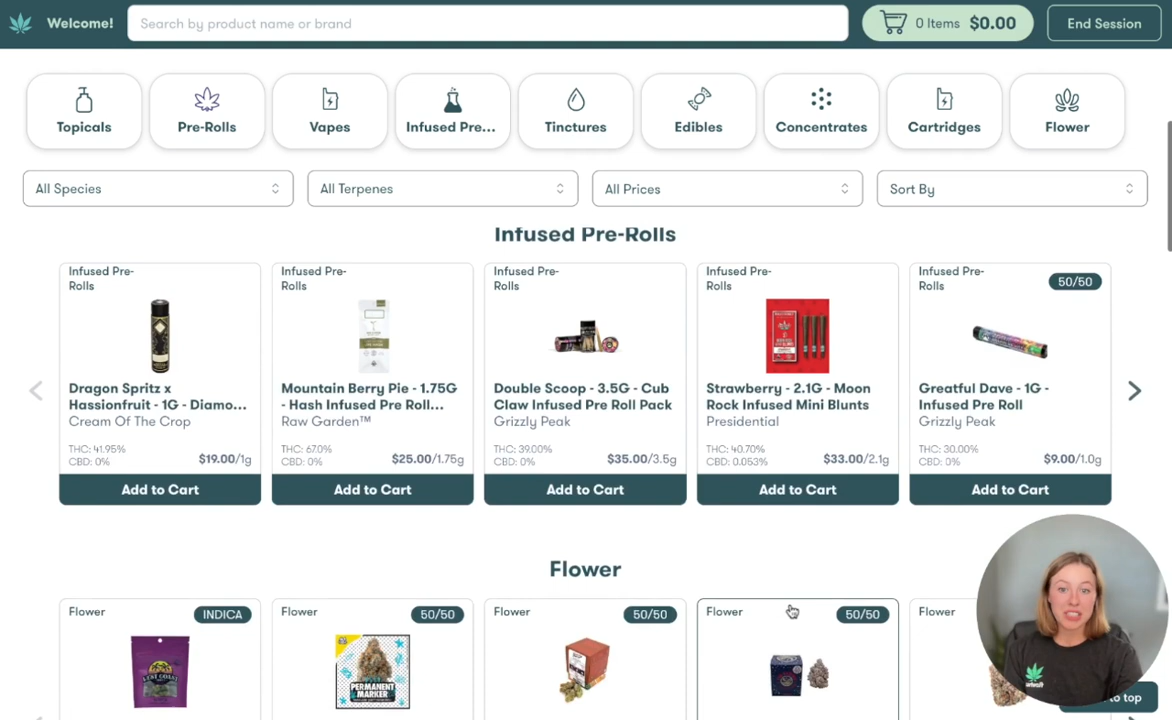 Welcome!
Search by product name or brand
0 Items $0.00
End Session
Topicals
Pre-Rolls
Vapes
Infused Pre...
Tinctures
Edibles
Concentrates
Cartridges
Flower
All Species
All Terpenes
All Prices
Sort By
Infused Pre-Rolls
Infused Pre-
Rolls
Dragon Spritz x
Hassionfruit - 1G - Diamo...
Cream Of The Crop
THC: 41.95%
CBD: 0%
$19.00/1g
Add to Cart
Infused Pre-
Rolls
Mountain Berry Pie - 1.75G
- Hash Infused Pre Roll...
Raw Garden™
THC: 67.0%
CBD: 0%
$25.00/1.75g
Add to Cart
Infused Pre-
Rolls
Double Scoop - 3.5G - Cub
Claw Infused Pre Roll Pack
Grizzly Peak
THC: 39.00%
CBD: 0%
$35.00/3.5g
Add to Cart
Infused Pre-
Rolls
Strawberry - 2.1G - Moon
Rock Infused Mini Blunts
Presidential
THC: 40.70%
CBD: 0.053%
$33.00/2.1g
Add to Cart
Infused Pre-
Rolls
50/50
Greatful Dave - 1G -
Infused Pre Roll
Grizzly Peak
THC: 30.00%
CBD: 0%
$9.00/1.0g
Add to Cart
Flower
Flower
INDICA
WEST COAST
Flower
50/50
PERMANENT
MARKER
Flower
50/50
Flower
50/50
Flower
to top